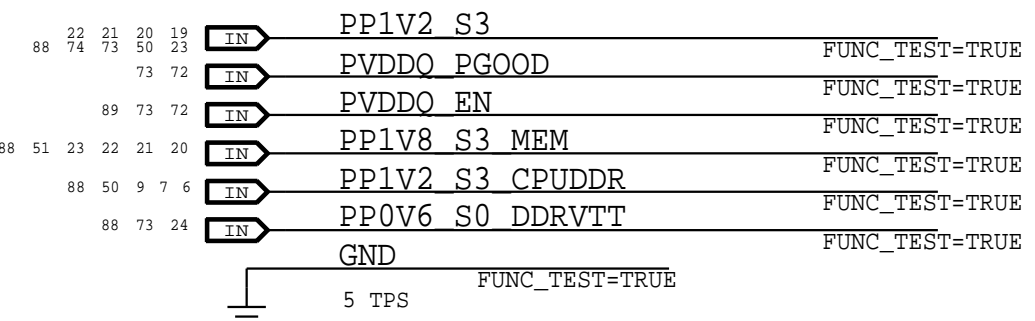 22 21 20 19 IN PP1V2_S3
88 74 73 50 23 FUNC_TEST=TRUE
73 72 IN PVDDQ_PGOOD
FUNC_TEST=TRUE
89 73 72 IN PVDDQ_EN
FUNC_TEST=TRUE
88 51 23 22 21 20 IN PP1V8_S3_MEM
FUNC_TEST=TRUE
88 50 9 7 6 IN PP1V2_S3_CPUDDR
FUNC_TEST=TRUE
88 73 24 IN PP0V6_S0_DDRVTT
FUNC_TEST=TRUE
GND
FUNC_TEST=TRUE
5 TPS